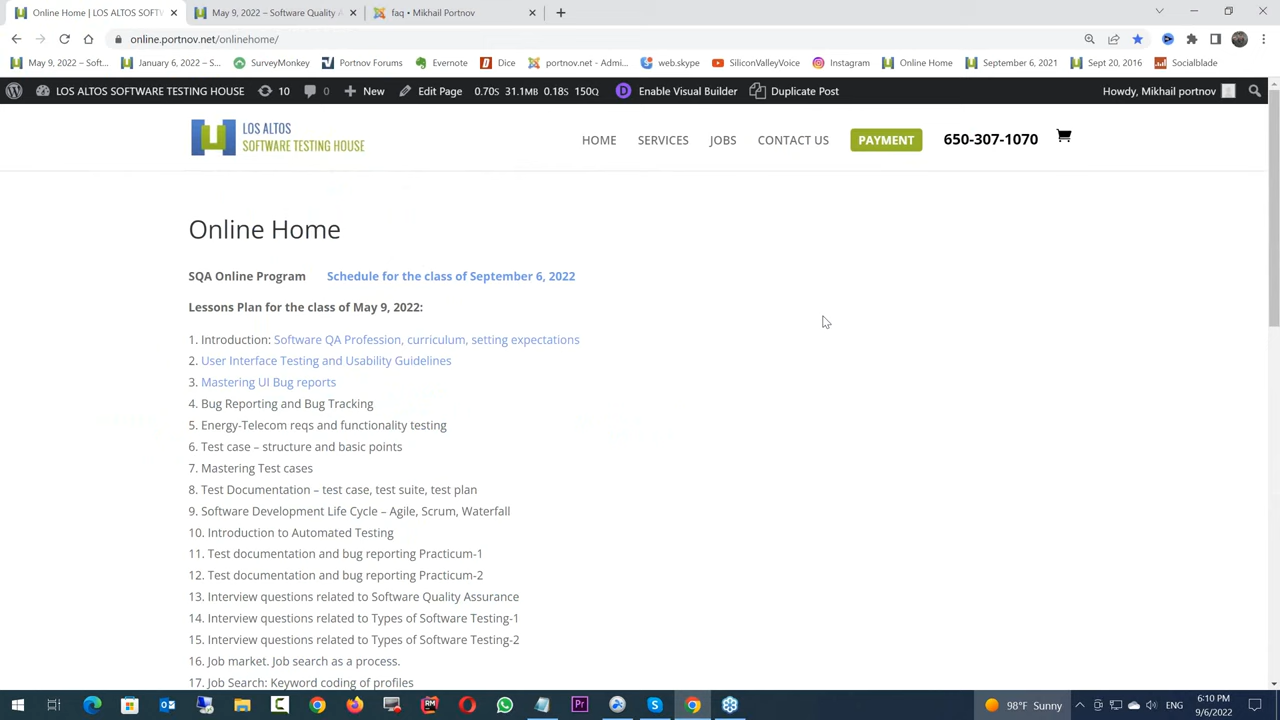 Online Home | LOS ALTOS SOFTW
May 9, 2022 – Software Quality A
faq • Mikhail Portnov
online.portnov.net/onlinehome/
May 9, 2022 – Soft...
January 6, 2022 – S...
SurveyMonkey
Portnov Forums
Evernote
Dice
portnov.net - Admi...
web.skype
SiliconValleyVoice
Instagram
Online Home
September 6, 2021
Sept 20, 2016
Socialblade
LOS ALTOS SOFTWARE TESTING HOUSE
10
0
New
Edit Page
0.70S 31.1MB 0.18S 150Q
Enable Visual Builder
Duplicate Post
Howdy, Mikhail portnov
LOS ALTOS
SOFTWARE TESTING HOUSE
HOME
SERVICES
JOBS
CONTACT US
PAYMENT
650-307-1070
Online Home
SQA Online Program Schedule for the class of September 6, 2022
Lessons Plan for the class of May 9, 2022:
1. Introduction: Software QA Profession, curriculum, setting expectations
2. User Interface Testing and Usability Guidelines
3. Mastering UI Bug reports
4. Bug Reporting and Bug Tracking
5. Energy-Telecom reqs and functionality testing
6. Test case – structure and basic points
7. Mastering Test cases
8. Test Documentation – test case, test suite, test plan
9. Software Development Life Cycle – Agile, Scrum, Waterfall
10. Introduction to Automated Testing
11. Test documentation and bug reporting Practicum-1
12. Test documentation and bug reporting Practicum-2
13. Interview questions related to Software Quality Assurance
14. Interview questions related to Types of Software Testing-1
15. Interview questions related to Types of Software Testing-2
16. Job market. Job search as a process.
17. Job Search: Keyword coding of profiles
98°F Sunny
ENG
6:10 PM
9/6/2022